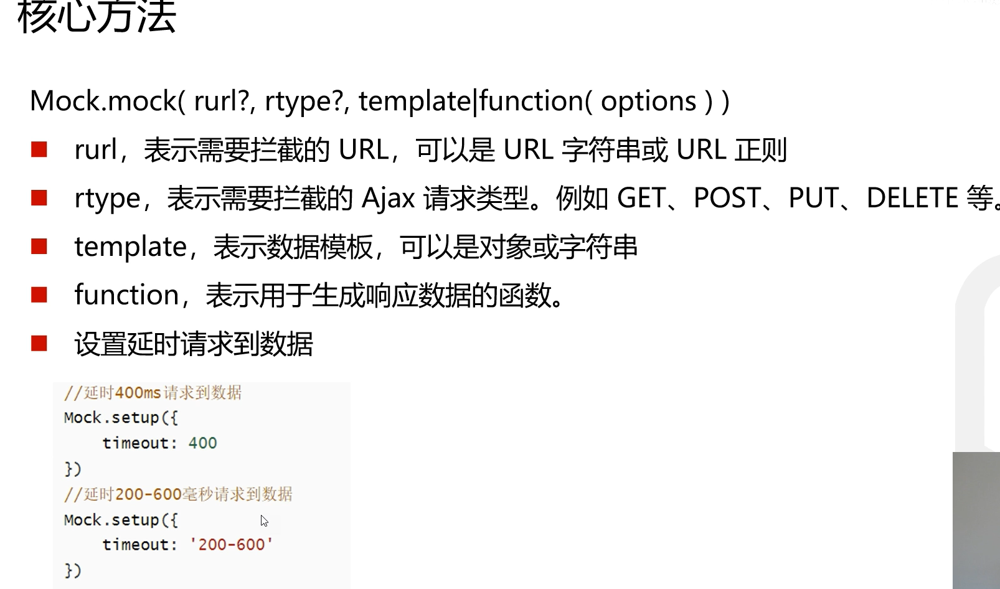 核心方法
Mock.mock( rurl?, rtype?, template|function( options ) )
rurl，表示需要拦截的 URL，可以是 URL 字符串或 URL 正则
rtype，表示需要拦截的 Ajax 请求类型。例如 GET、POST、PUT、DELETE 等。
template，表示数据模板，可以是对象或字符串
function，表示用于生成响应数据的函数。
设置延时请求到数据
//延时400ms请求到数据
Mock.setup({
    timeout: 400
})
//延时200-600毫秒请求到数据
Mock.setup({
    timeout: '200-600'
})